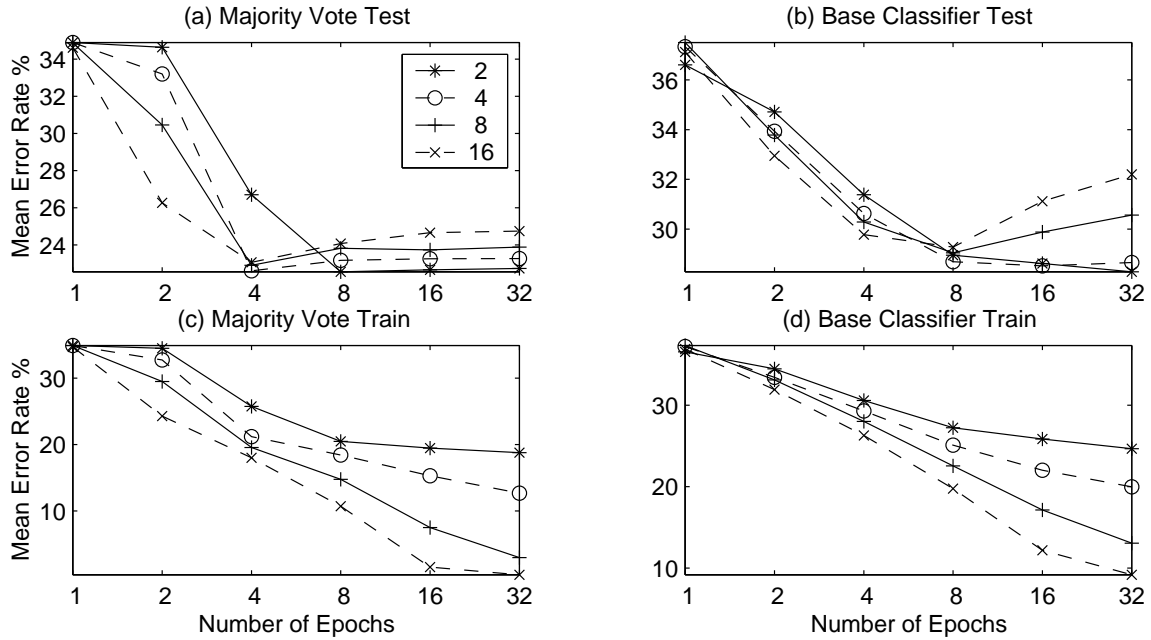 (a) Majority Vote Test
Mean Error Rate %
34
32
30
28
26
24
1 2 4 8 16 32
2
4
8
16
(b) Base Classifier Test
36
34
32
30
1 2 4 8 16 32
(c) Majority Vote Train
Mean Error Rate %
30
20
10
1 2 4 8 16 32
Number of Epochs
(d) Base Classifier Train
30
20
10
1 2 4 8 16 32
Number of Epochs